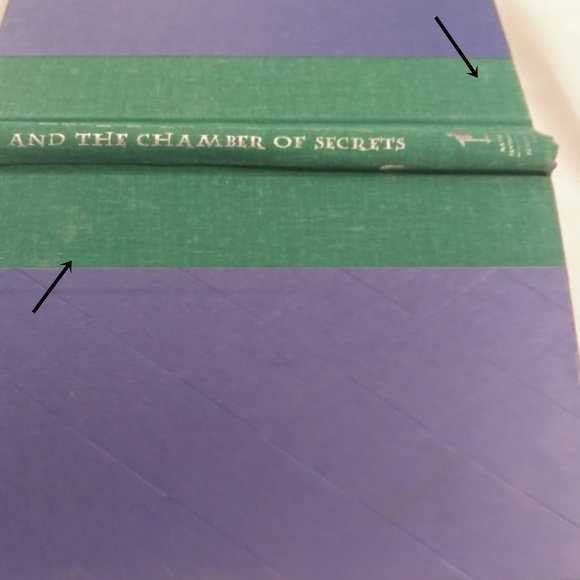 AND THE CHAMBER OF SECRETS